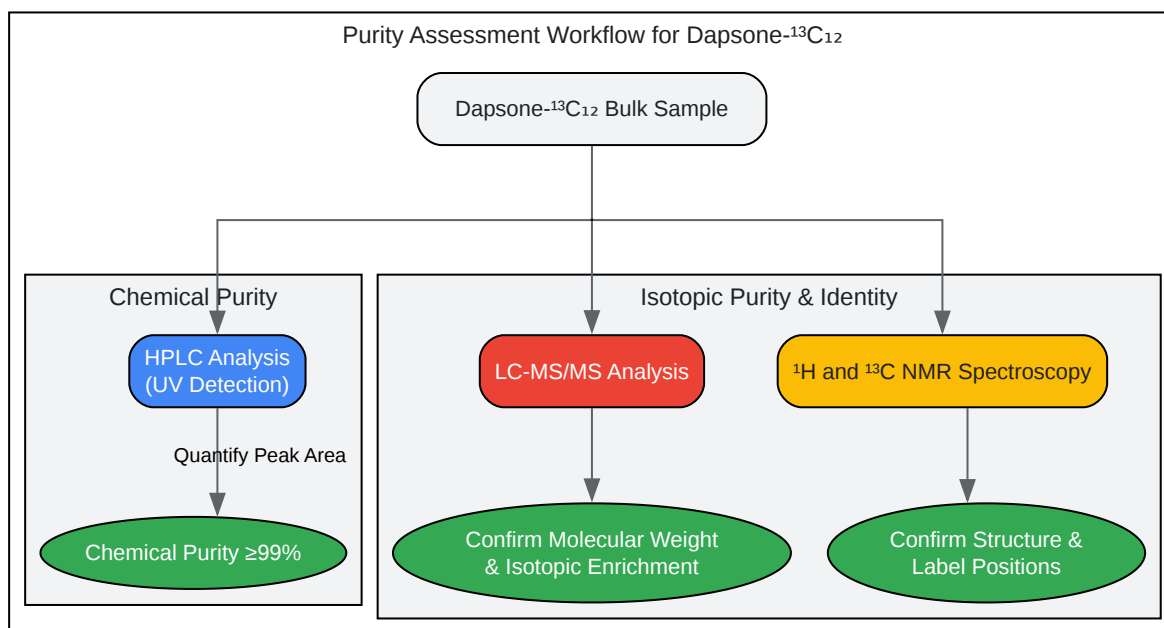 Purity Assessment Workflow for Dapsone-¹³C₁₂
Dapsone-¹³C₁₂ Bulk Sample
Chemical Purity
Isotopic Purity & Identity
HPLC Analysis
(UV Detection)
LC-MS/MS Analysis
¹H and ¹³C NMR Spectroscopy
Quantify Peak Area
Chemical Purity ≥99%
Confirm Molecular Weight
& Isotopic Enrichment
Confirm Structure &
Label Positions